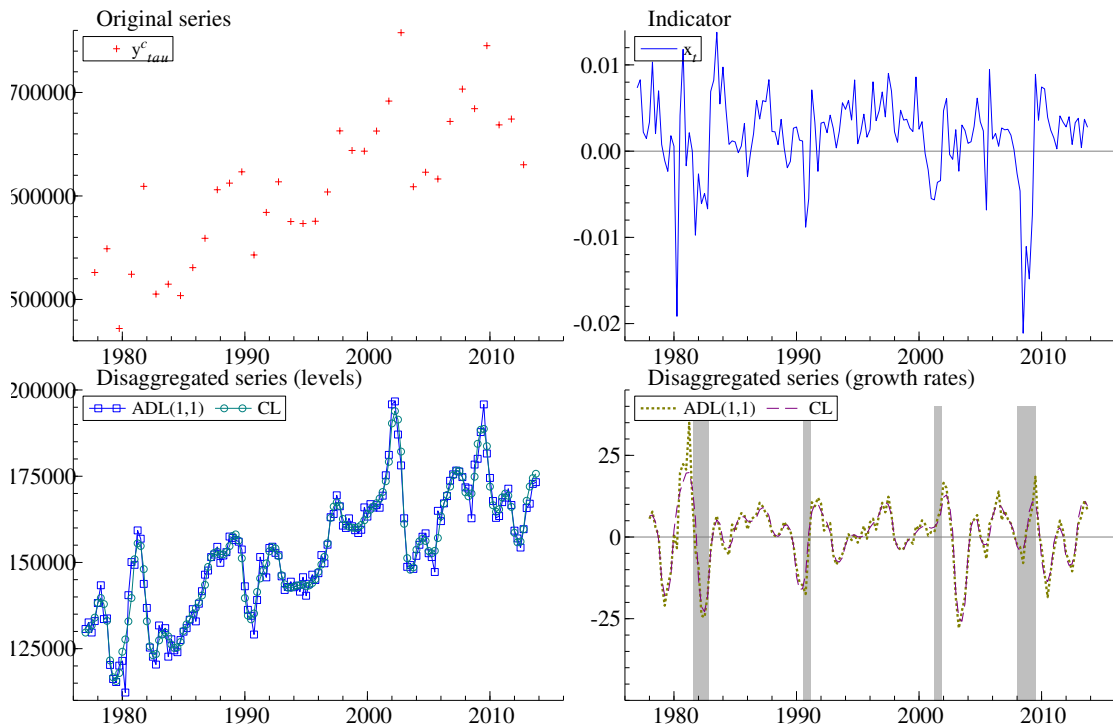 Original series
y^c_tau
700000
600000
500000
1980 1990 2000 2010
Indicator
x_t
0.01
0.00
-0.01
-0.02
1980 1990 2000 2010
Disaggregated series (levels)
200000
ADL(1,1) CL
175000
150000
125000
1980 1990 2000 2010
Disaggregated series (growth rates)
ADL(1,1) CL
25
0
-25
1980 1990 2000 2010